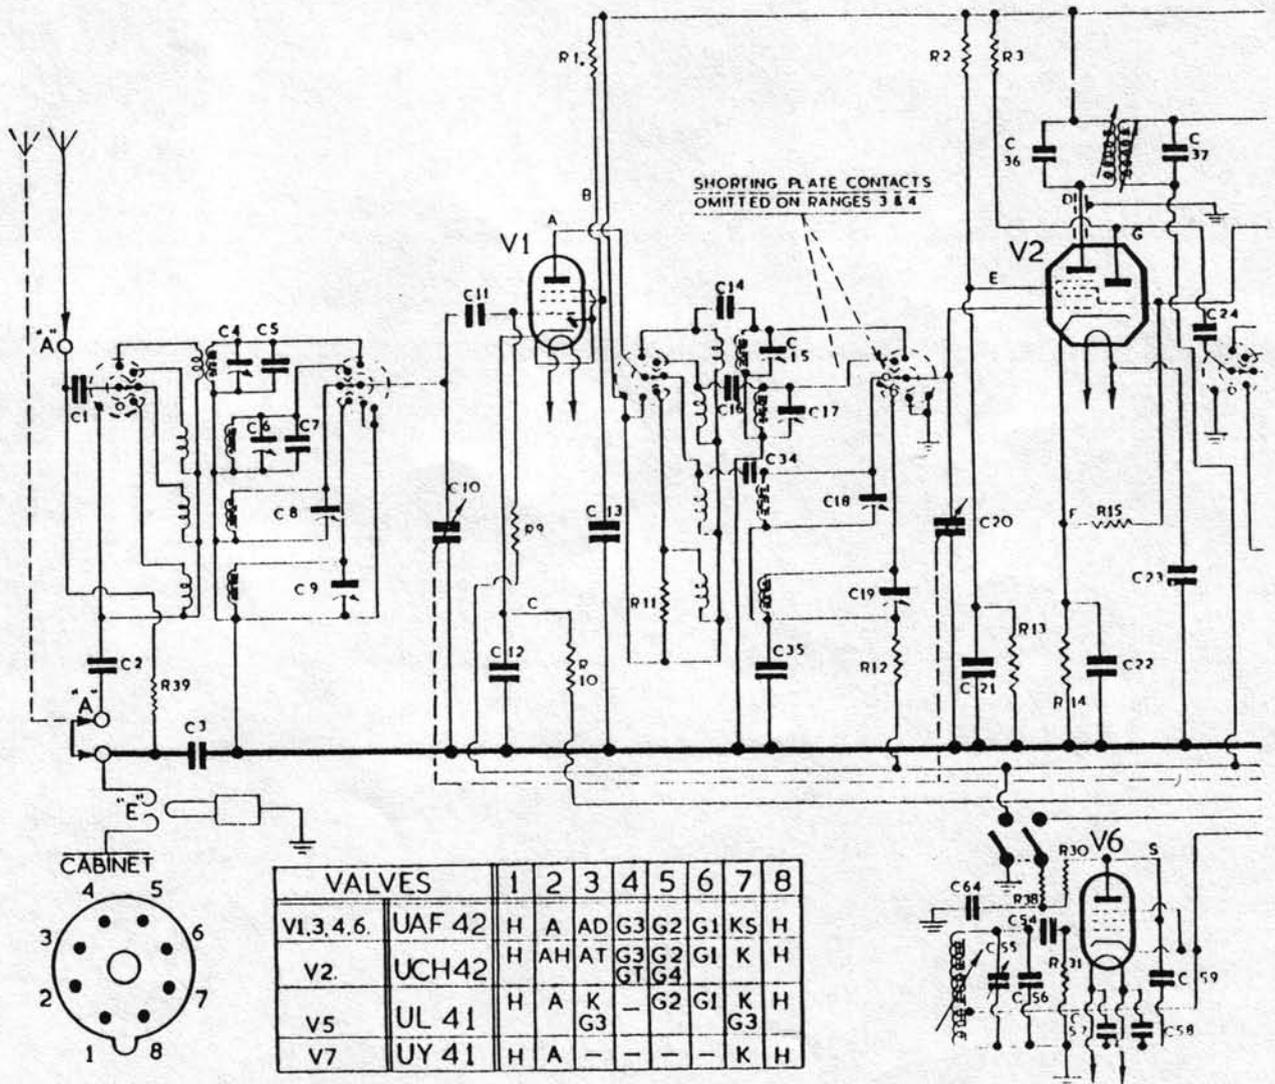 R1
R2
R3
C 36
C 37
SHORTING PLATE CONTACTS
OMITTED ON RANGES 3 & 4
B
A
V1
D
G
V2
E
C11
C14
C24
"A"
C4
C5
C 15
C1
C16
C17
C6
C7
C34
C8
C10
R9
C 13
C18
C20
F
R15
C9
R11
C19
C23
C
C2
R39
C 12
R 10
C35
R12
C 21
R13
R 14
C22
"A"
C3
"E"
CABINET
V6
R30
S
C64
R38
C54
C 55
C 56
R 31
C 59
C 57
C58
4 5
3 6
2 7
1 8
VALVES 1 2 3 4 5 6 7 8
V1,3,4,6. UAF 42 H A AD G3 G2 G1 KS H
V2. UCH42 H AH AT G3 GT G2 G4 G1 K H
V5 UL 41 H A K G3 – G2 G1 K G3 H
V7 UY 41 H A – – – – K H